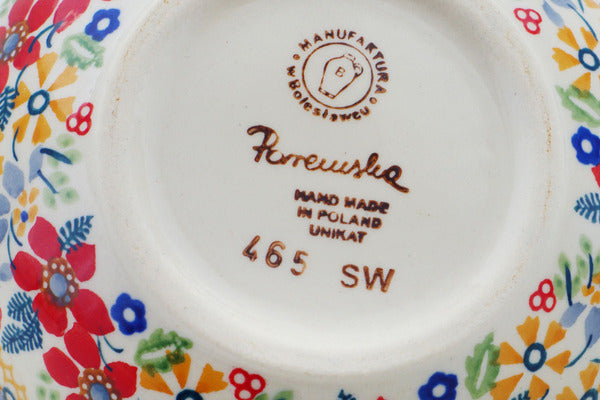 MANUFAKTURA
w Bolesławcu
B
HAND MADE
IN POLAND
UNIKAT
465 SW